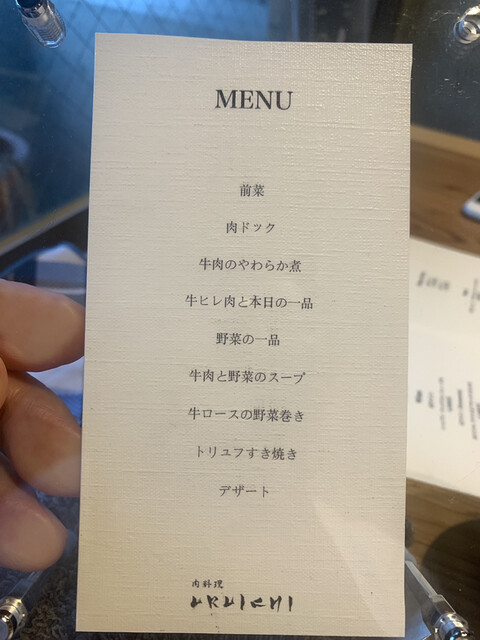 MENU
前菜
肉ドック
牛肉のやわらか煮
牛ヒレ肉と本日の一品
野菜の一品
牛肉と野菜のスープ
牛ロースの野菜巻き
トリュフすき焼き
デザート
肉料理